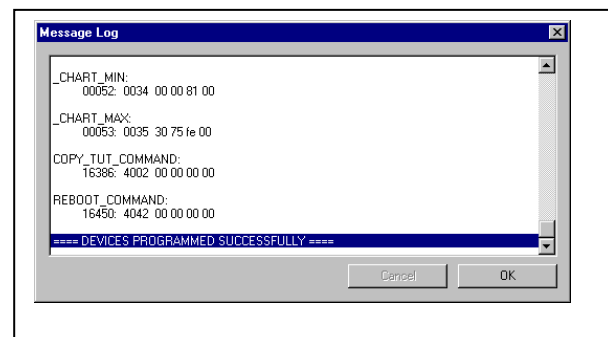 Message Log
_CHART_MIN:
00052: 0034 00 00 81 00
_CHART_MAX:
00053: 0035 30 75 fe 00
COPY_TUT_COMMAND:
16386: 4002 00 00 00 00
REBOOT_COMMAND:
16450: 4042 00 00 00 00
==== DEVICES PROGRAMMED SUCCESSFULLY ====
Cancel OK